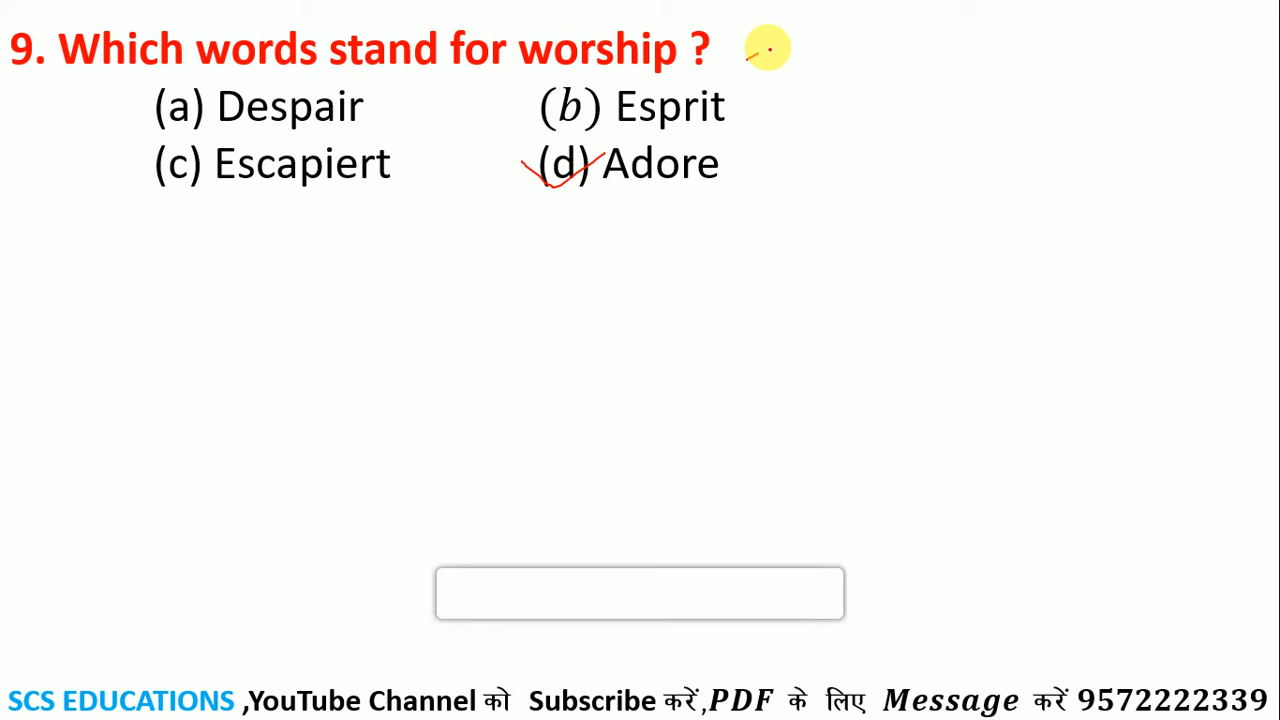 9. Which words stand for worship ?
(a) Despair (b) Esprit
(c) Escapiert (d) Adore
SCS EDUCATIONS ,YouTube Channel को Subscribe करें,PDF के लिए Message करें 9572222339